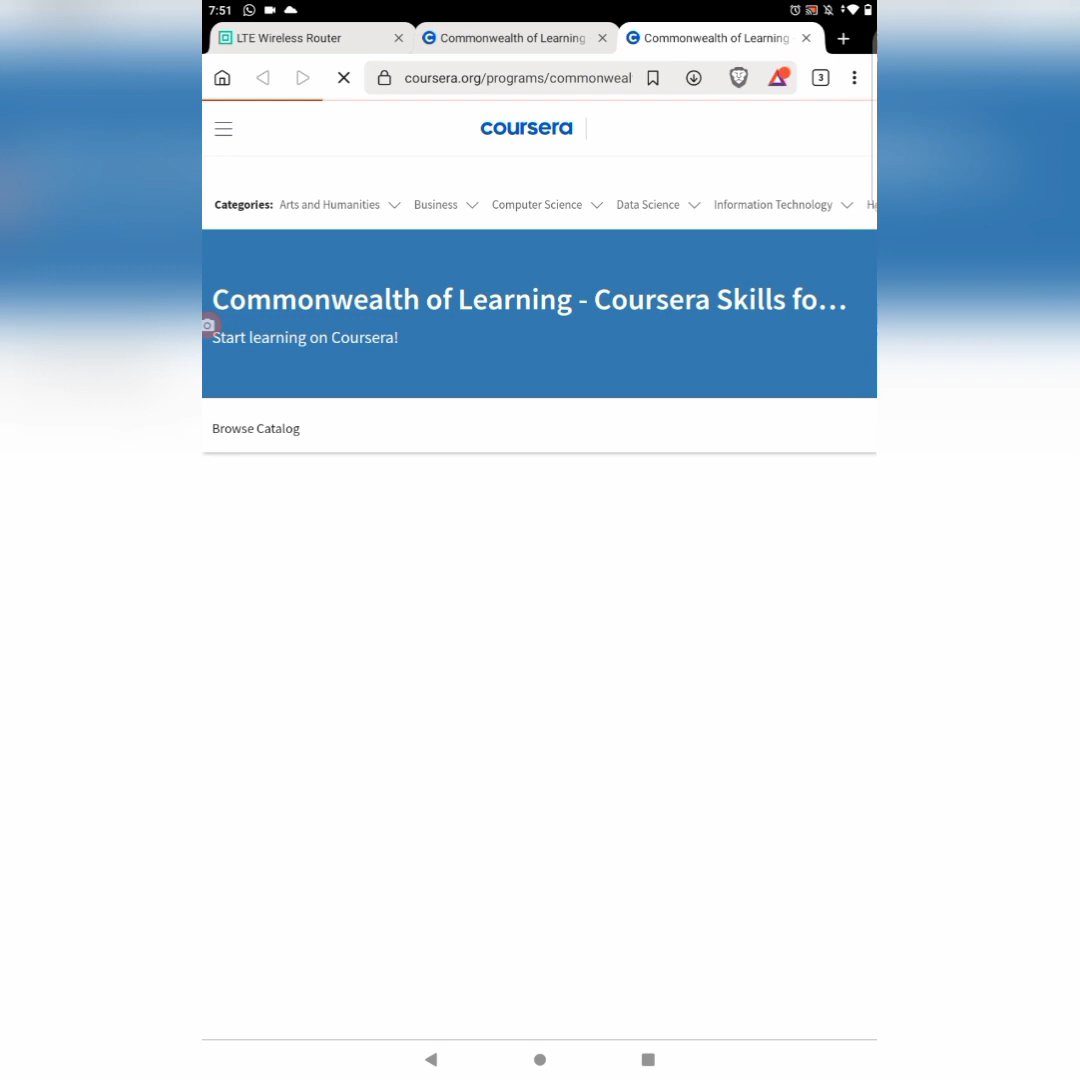 7:51
LTE Wireless Router
Commonwealth of Learning
Commonwealth of Learning
coursera.org/programs/commonweal
3
coursera
Categories: Arts and Humanities Business Computer Science Data Science Information Technology
Commonwealth of Learning - Coursera Skills fo...
Start learning on Coursera!
Browse Catalog